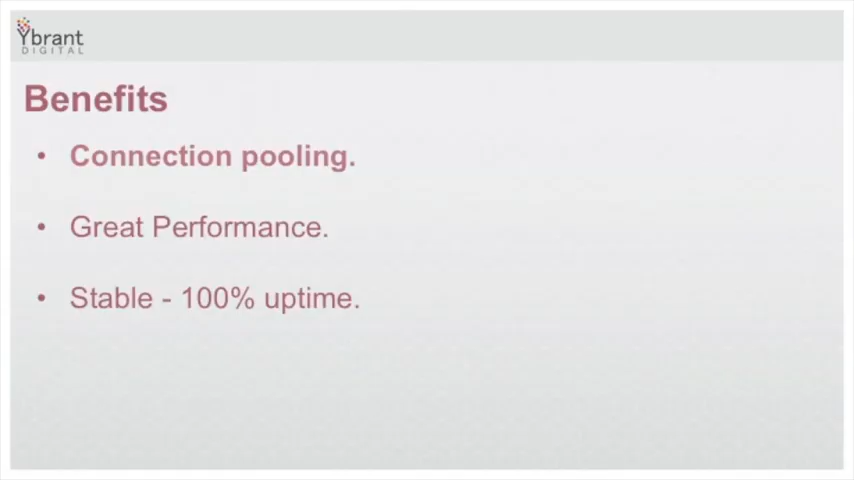 Ybrant
DIGITAL
Benefits
• Connection pooling.
• Great Performance.
• Stable - 100% uptime.